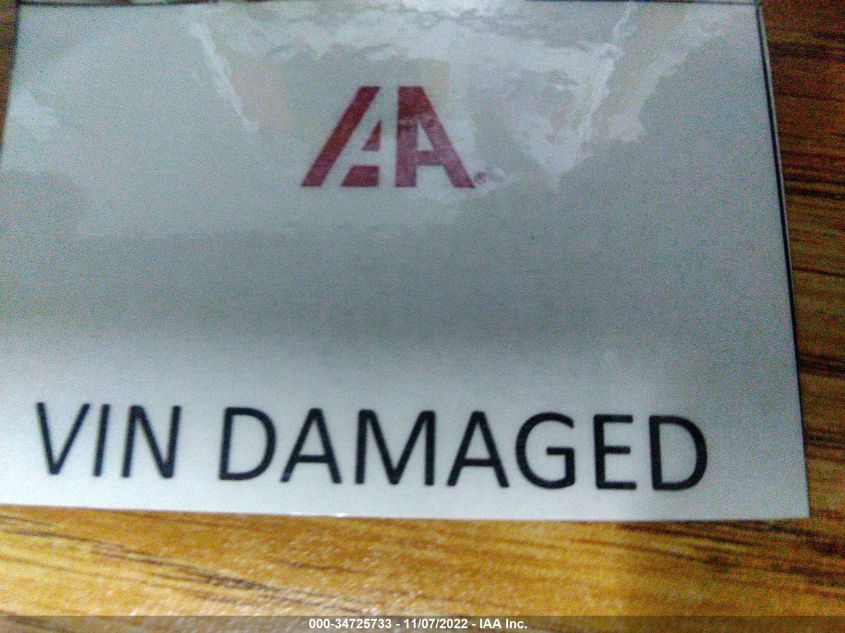 IAA®
VIN DAMAGED
000-34725733 - 11/07/2022 - IAA Inc.